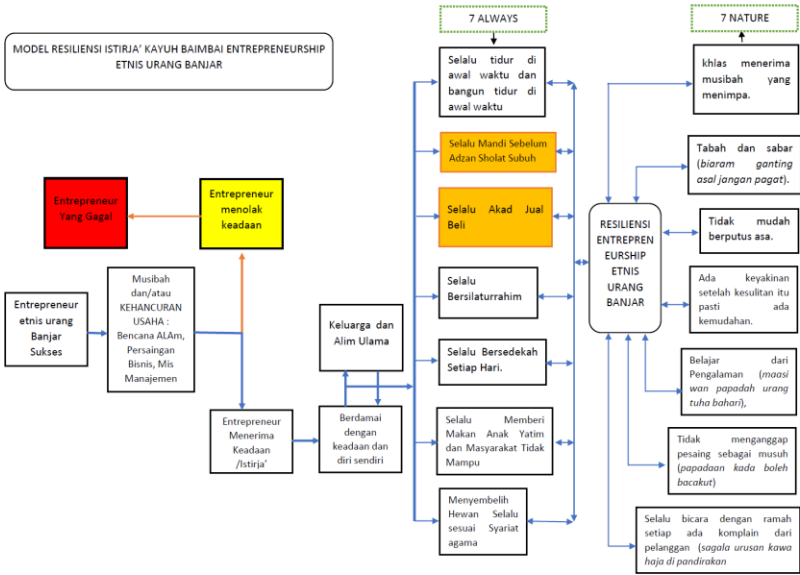 MODEL RESILIENSI ISTIRJA’ KAYUH BAIMBAI ENTREPRENEURSHIP
ETNIS URANG BANJAR
Entrepreneur
Yang Gagal
Entrepreneur
menolak
keadaan
Entrepreneur
etnis urang
Banjar
Sukses
Musibah
dan/atau
KEHANCURAN
USAHA :
Bencana ALAm,
Persaingan
Bisnis, Mis
Manajemen
Entrepreneur
Menerima
Keadaan
/Istirja’
Keluarga dan
Alim Ulama
Berdamai
dengan
keadaan dan
diri sendiri
7 ALWAYS
Selalu tidur di
awal waktu dan
bangun tidur di
awal waktu
Selalu Mandi Sebelum
Adzan Sholat Subuh
Selalu Akad Jual
Beli
Selalu
Bersilaturrahim
Selalu Bersedekah
Setiap Hari.
Selalu Memberi
Makan Anak Yatim
dan Masyarakat Tidak
Mampu
Menyembelih
Hewan Selalu
sesuai Syariat
agama
RESILIENSI
ENTREPREN
EURSHIP
ETNIS
URANG
BANJAR
7 NATURE
khlas menerima
musibah yang
menimpa.
Tabah dan sabar
(biaram ganting
asal jangan pagat).
Tidak mudah
berputus asa.
Ada keyakinan
setelah kesulitan itu
pasti ada
kemudahan.
Belajar dari
Pengalaman (maasi
wan papadah urang
tuha bahari),
Tidak menganggap
pesaing sebagai musuh
(papadaan kada boleh
bacakut)
Selalu bicara dengan ramah
setiap ada komplain dari
pelanggan (sagala urusan kawa
haja di pandirakan